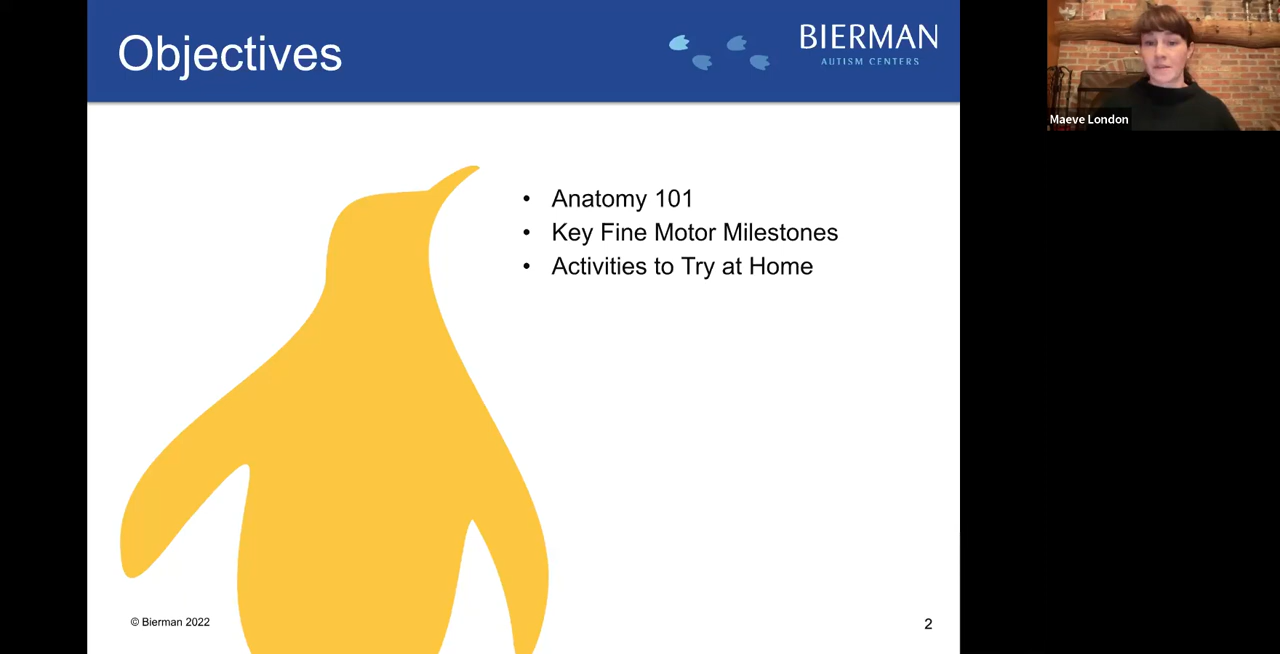 Objectives
BIERMAN
AUTISM CENTERS
Maeve London
• Anatomy 101
• Key Fine Motor Milestones
• Activities to Try at Home
© Bierman 2022
2